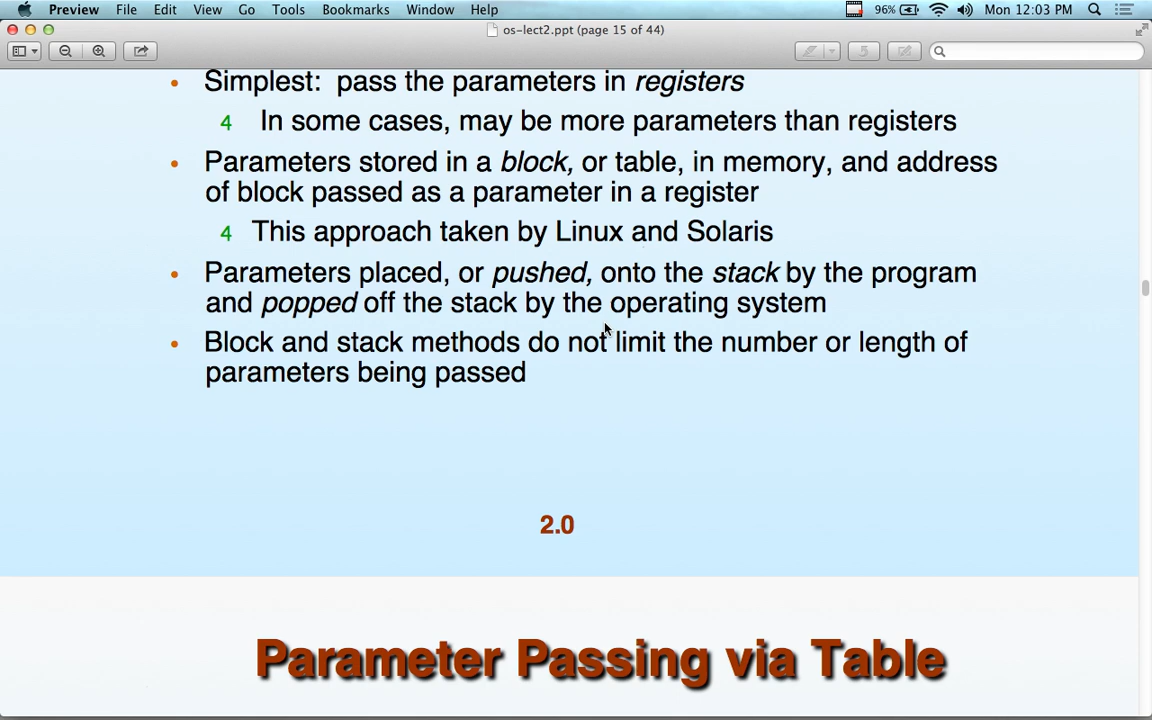 Preview File Edit View Go Tools Bookmarks Window Help 96% Mon 12:03 PM
os-lect2.ppt (page 15 of 44)
• Simplest: pass the parameters in registers
4 In some cases, may be more parameters than registers
• Parameters stored in a block, or table, in memory, and address
of block passed as a parameter in a register
4 This approach taken by Linux and Solaris
• Parameters placed, or pushed, onto the stack by the program
and popped off the stack by the operating system
• Block and stack methods do not limit the number or length of
parameters being passed
2.0
Parameter Passing via Table